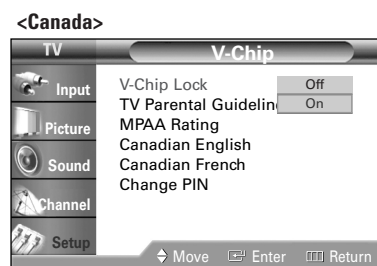 <Canada>
TV V-Chip
Input
Picture
Sound
Channel
Setup
V-Chip Lock Off
TV Parental Guidelin On
MPAA Rating
Canadian English
Canadian French
Change PIN
Move Enter Return